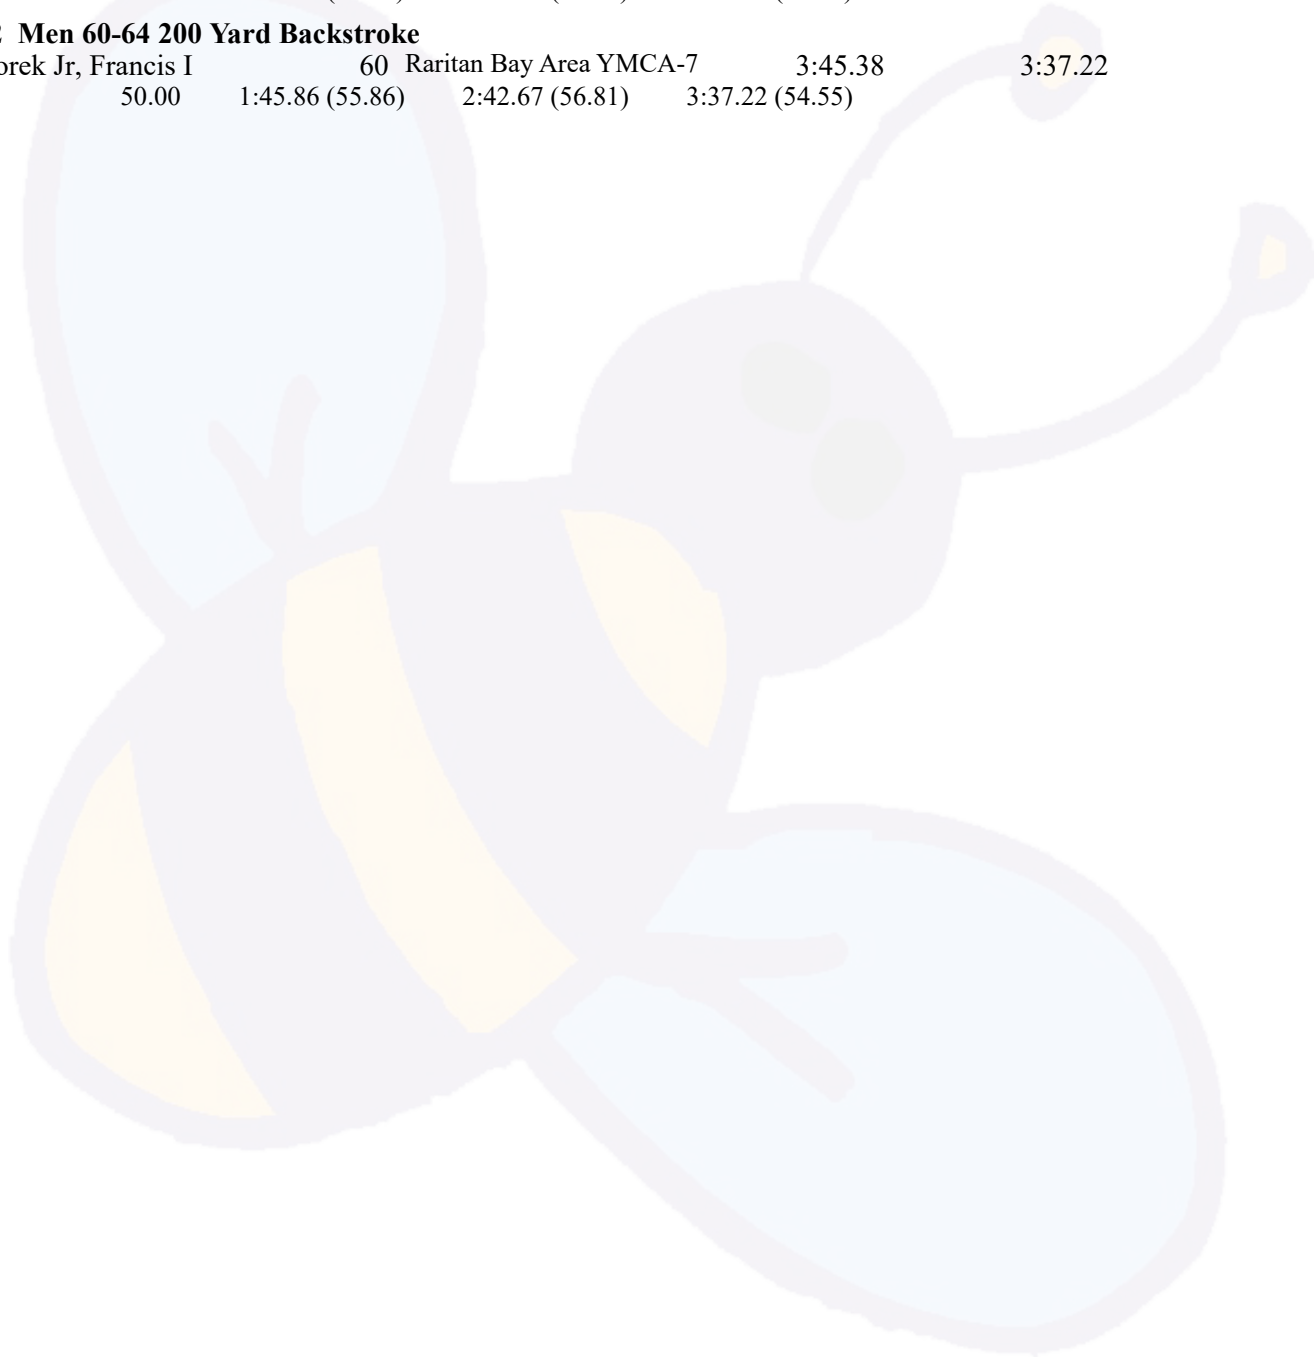 Men 60-64 200 Yard Backstroke
Jr, Francis I 60 Raritan Bay Area YMCA-7 3:45.38 3:37.22
50.00 1:45.86 (55.86) 2:42.67 (56.81) 3:37.22 (54.55)